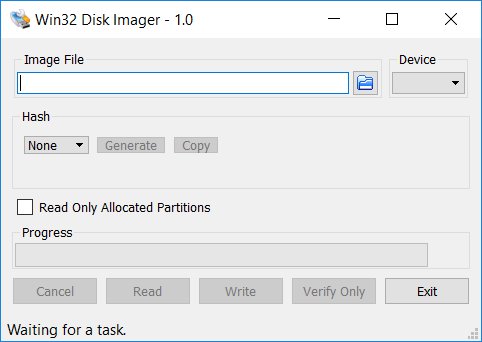 Win32 Disk Imager - 1.0
Image File
Device
Hash
None Generate Copy
Read Only Allocated Partitions
Progress
Cancel Read Write Verify Only Exit
Waiting for a task.